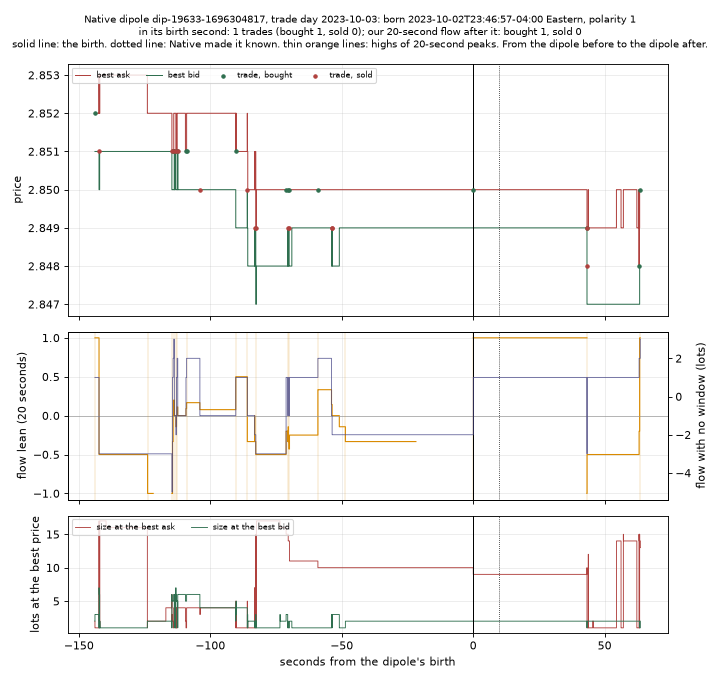 Native dipole dip-19633-1696304817, trade day 2023-10-03: born 2023-10-02T23:46:57-04:00 Eastern, polarity 1
in its birth second: 1 trades (bought 1, sold 0); our 20-second flow after it: bought 1, sold 0
solid line: the birth. dotted line: Native made it known. thin orange lines: highs of 20-second peaks. From the dipole before to the dipole after.
best ask best bid trade, bought trade, sold
2.853
2.852
2.851
2.850
2.849
2.848
2.847
price
1.0
0.5
0.0
−0.5
−1.0
flow lean (20 seconds)
2
0
−2
−4
flow with no window (lots)
size at the best ask size at the best bid
15
10
5
lots at the best price
−150 −100 −50 0 50
seconds from the dipole's birth